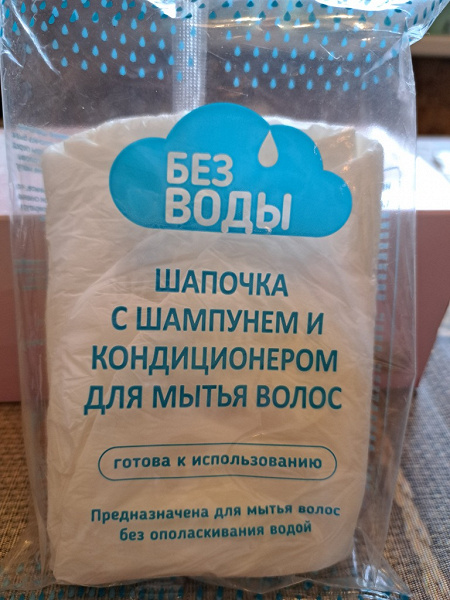 БЕЗ
ВОДЫ
ШАПОЧКА
С ШАМПУНЕМ И
КОНДИЦИОНЕРОМ
ДЛЯ МЫТЬЯ ВОЛОС
готова к использованию
Предназначена для мытья волос
без ополаскивания водой